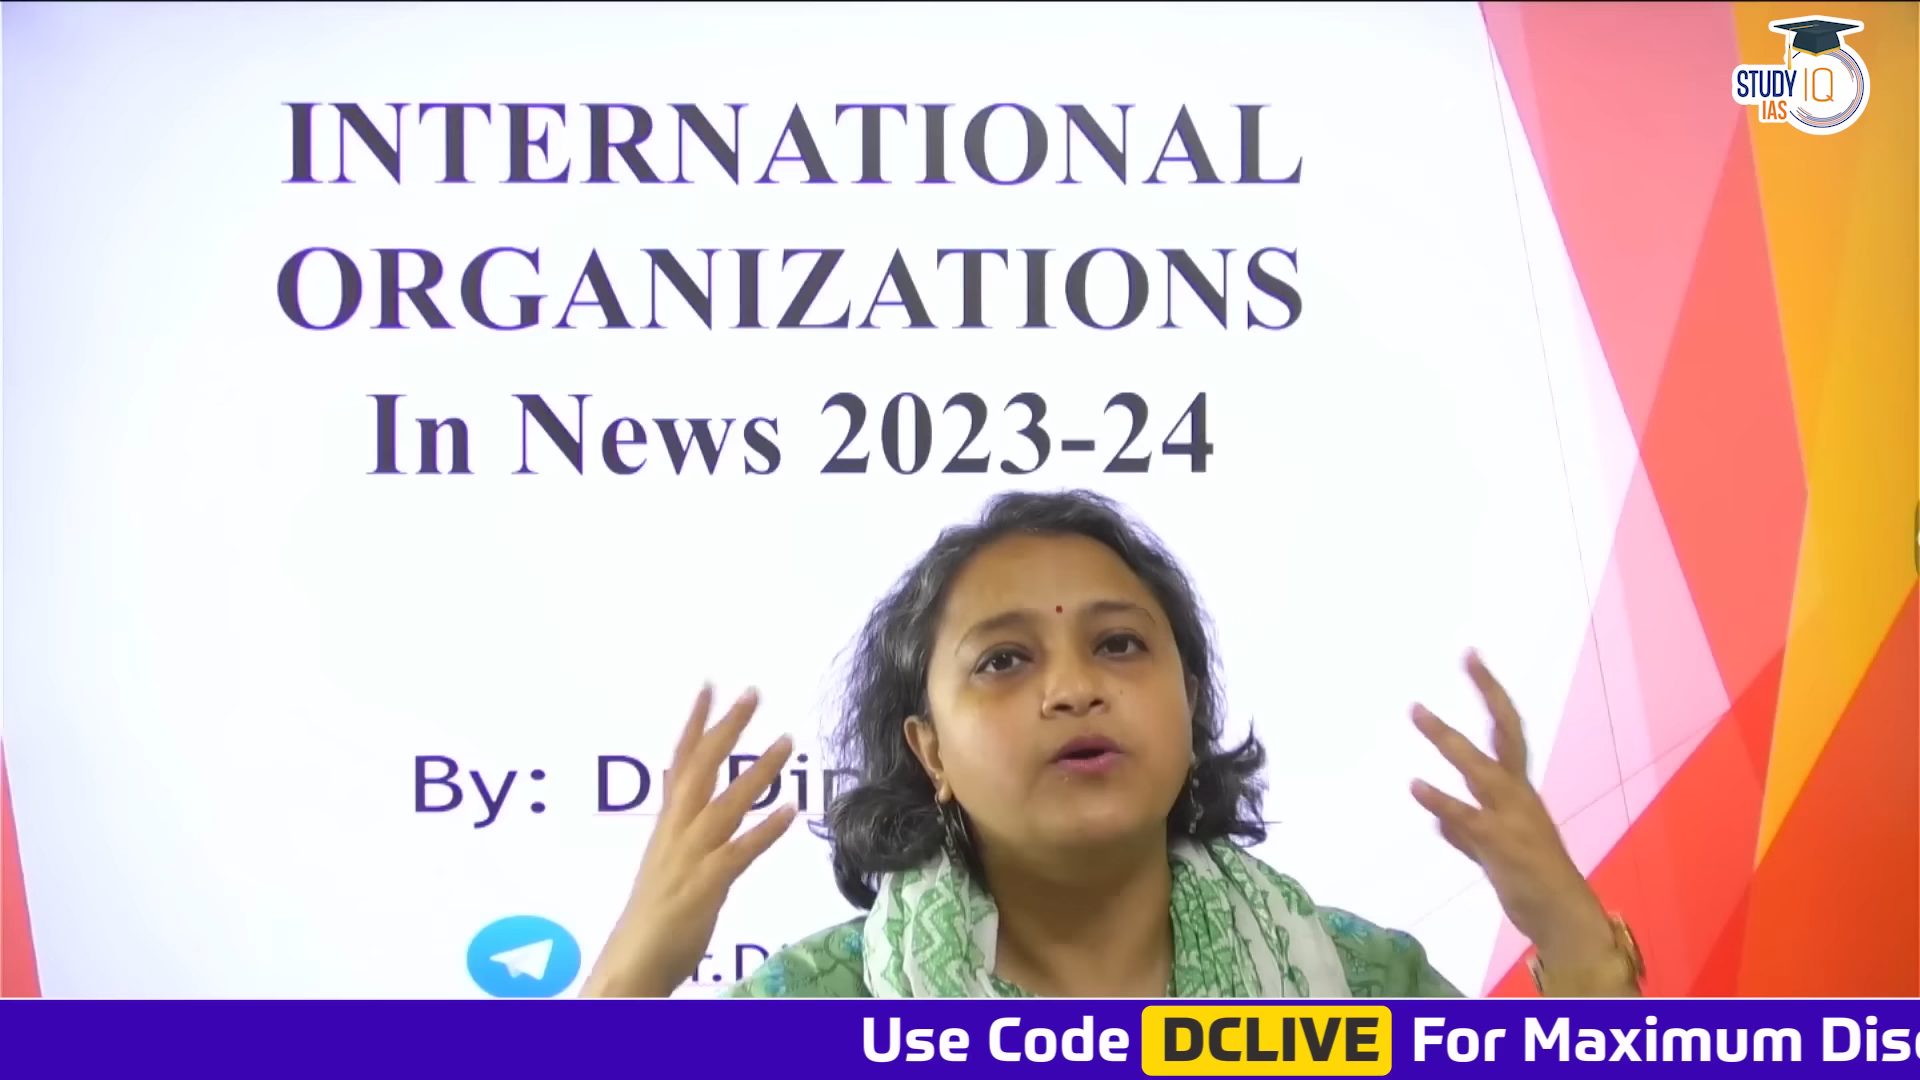 STUDY IQ
IAS
INTERNATIONAL
ORGANIZATIONS
In News 2023-24
By:
Use Code DCLIVE For Maximum